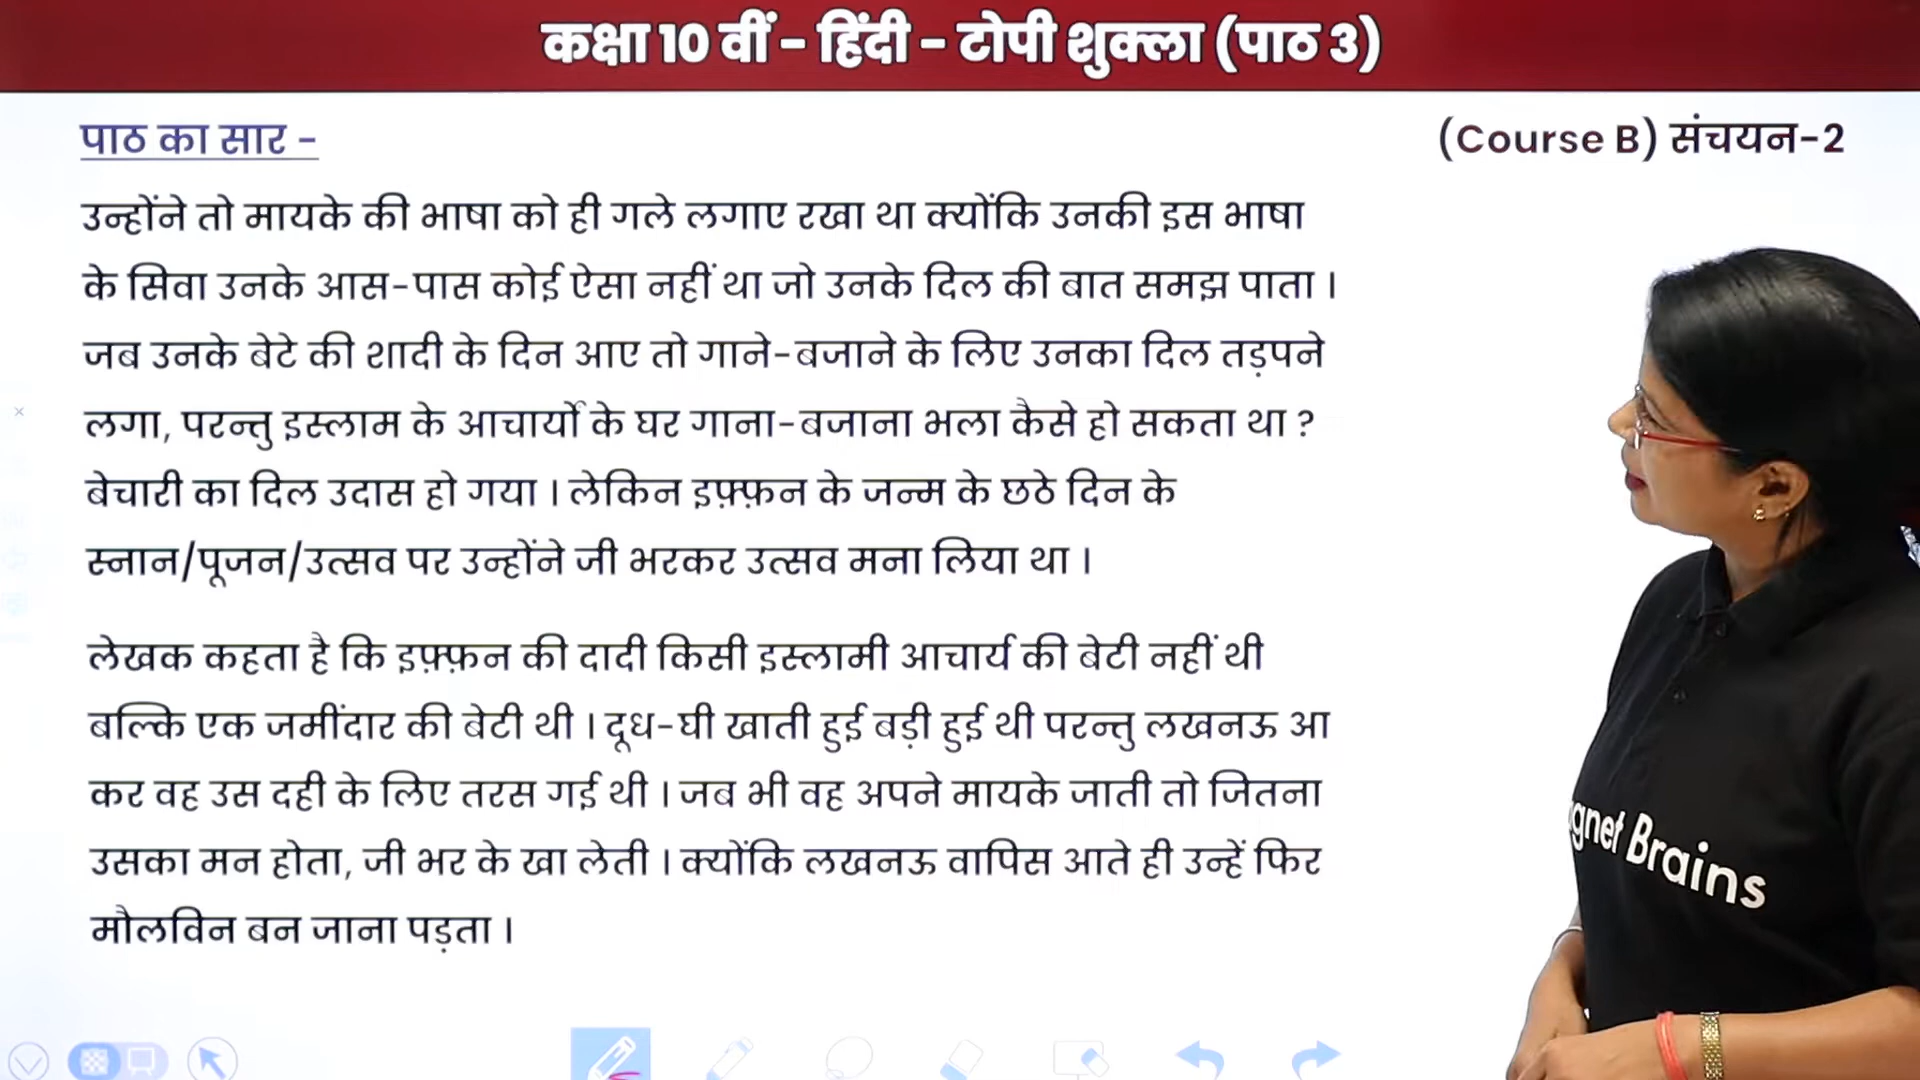 कक्षा 10 वीं - हिंदी - टोपी शुक्ला (पाठ 3)
पाठ का सार -
(Course B) संचयन-2
उन्होंने तो मायके की भाषा को ही गले लगाए रखा था क्योंकि उनकी इस भाषा
के सिवा उनके आस-पास कोई ऐसा नहीं था जो उनके दिल की बात समझ पाता ।
जब उनके बेटे की शादी के दिन आए तो गाने-बजाने के लिए उनका दिल तड़पने
लगा, परन्तु इस्लाम के आचार्यों के घर गाना-बजाना भला कैसे हो सकता था ?
बेचारी का दिल उदास हो गया । लेकिन इफ़्फ़न के जन्म के छठे दिन के
स्नान/पूजन/उत्सव पर उन्होंने जी भरकर उत्सव मना लिया था ।
लेखक कहता है कि इफ़्फ़न की दादी किसी इस्लामी आचार्य की बेटी नहीं थी
बल्कि एक जमींदार की बेटी थी । दूध-घी खाती हुई बड़ी हुई थी परन्तु लखनऊ आ
कर वह उस दही के लिए तरस गई थी । जब भी वह अपने मायके जाती तो जितना
उसका मन होता, जी भर के खा लेती । क्योंकि लखनऊ वापिस आते ही उन्हें फिर
मौलविन बन जाना पड़ता ।
gnet Brains